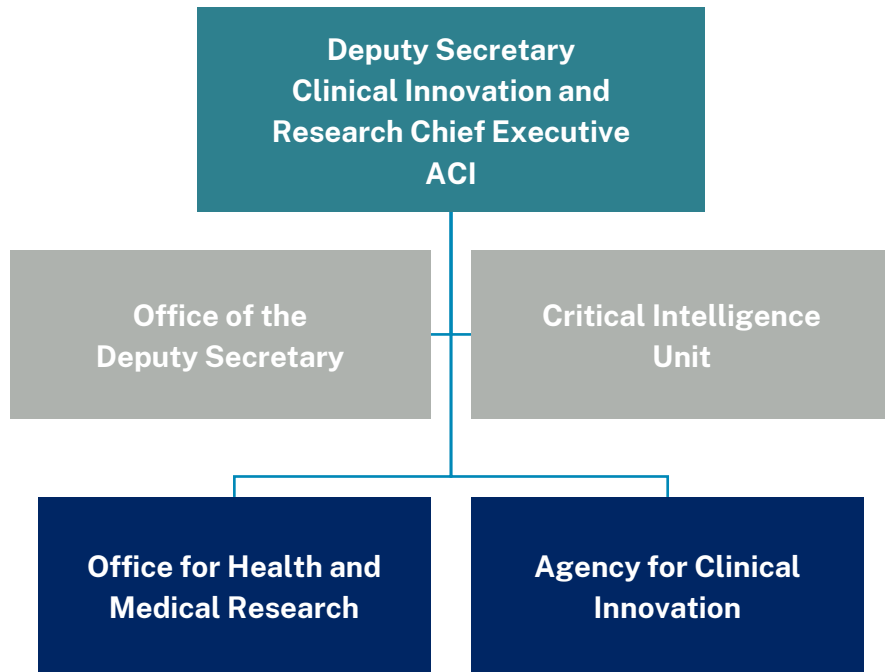 Deputy Secretary
Clinical Innovation and
Research Chief Executive
ACI
Office of the
Deputy Secretary
Critical Intelligence
Unit
Office for Health and
Medical Research
Agency for Clinical
Innovation